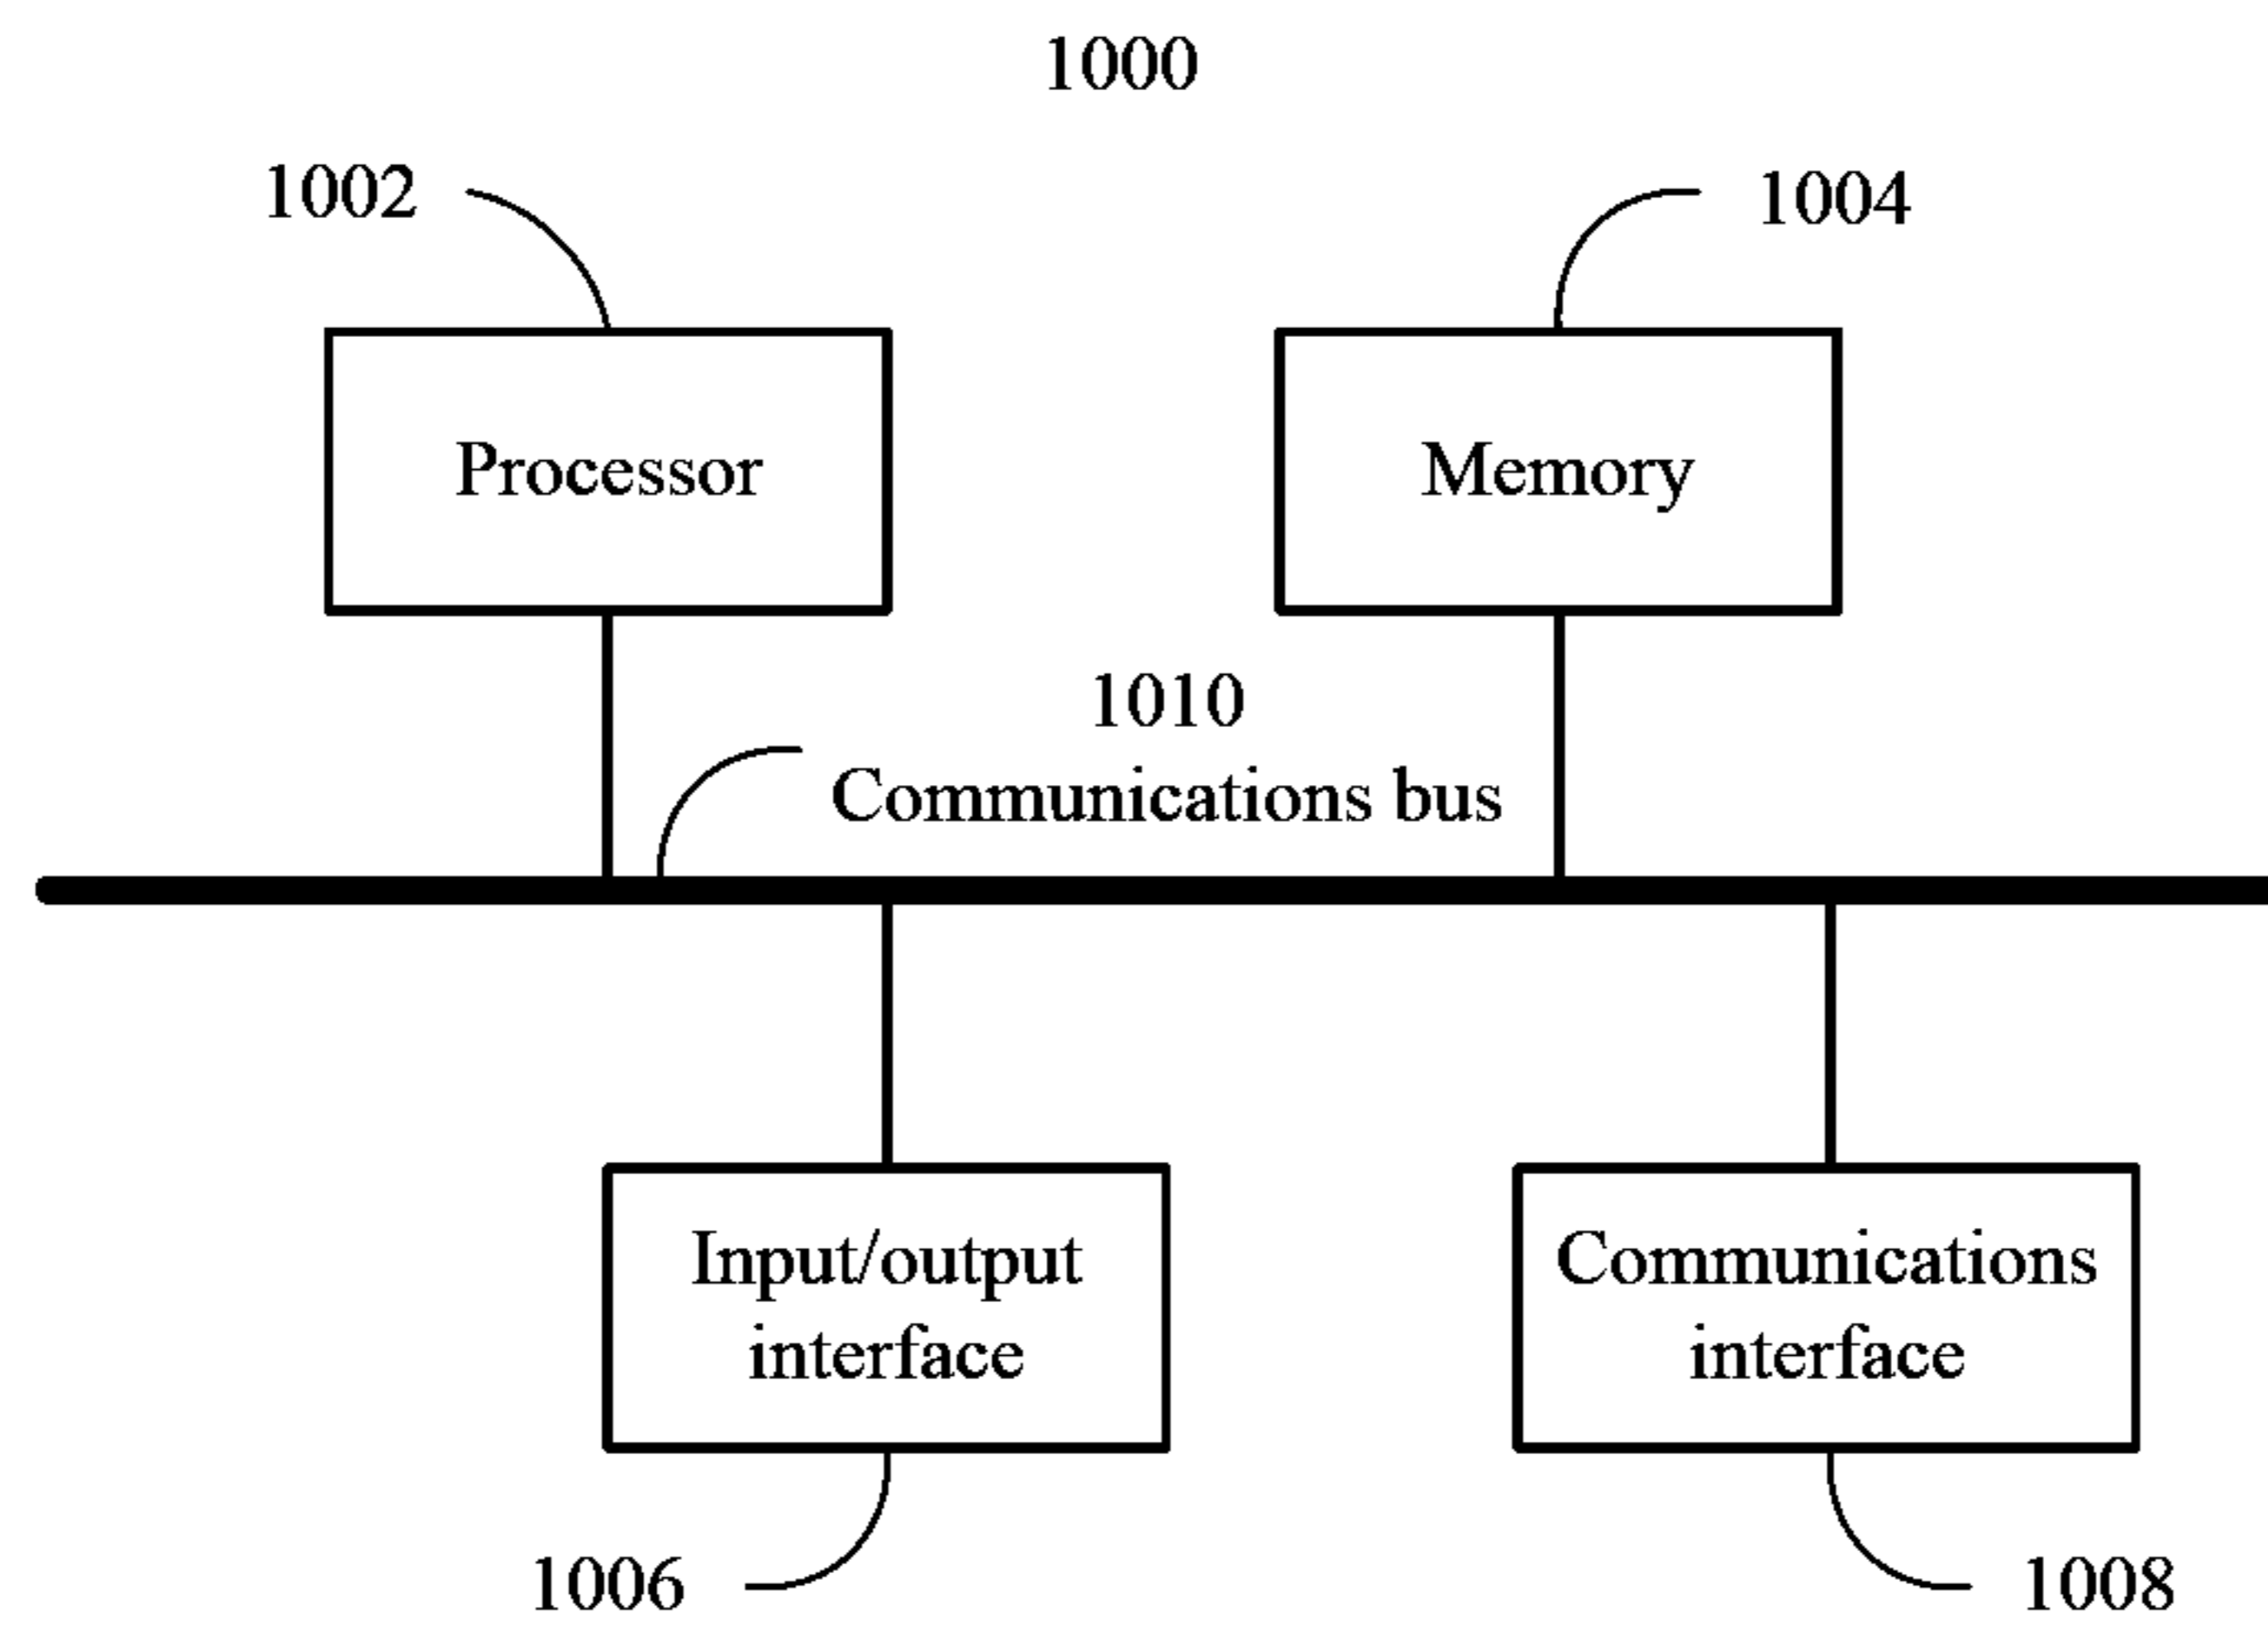 1000
1002
1004
Processor
Memory
1010
Communications bus
Input/output
interface
Communications
interface
1006
1008